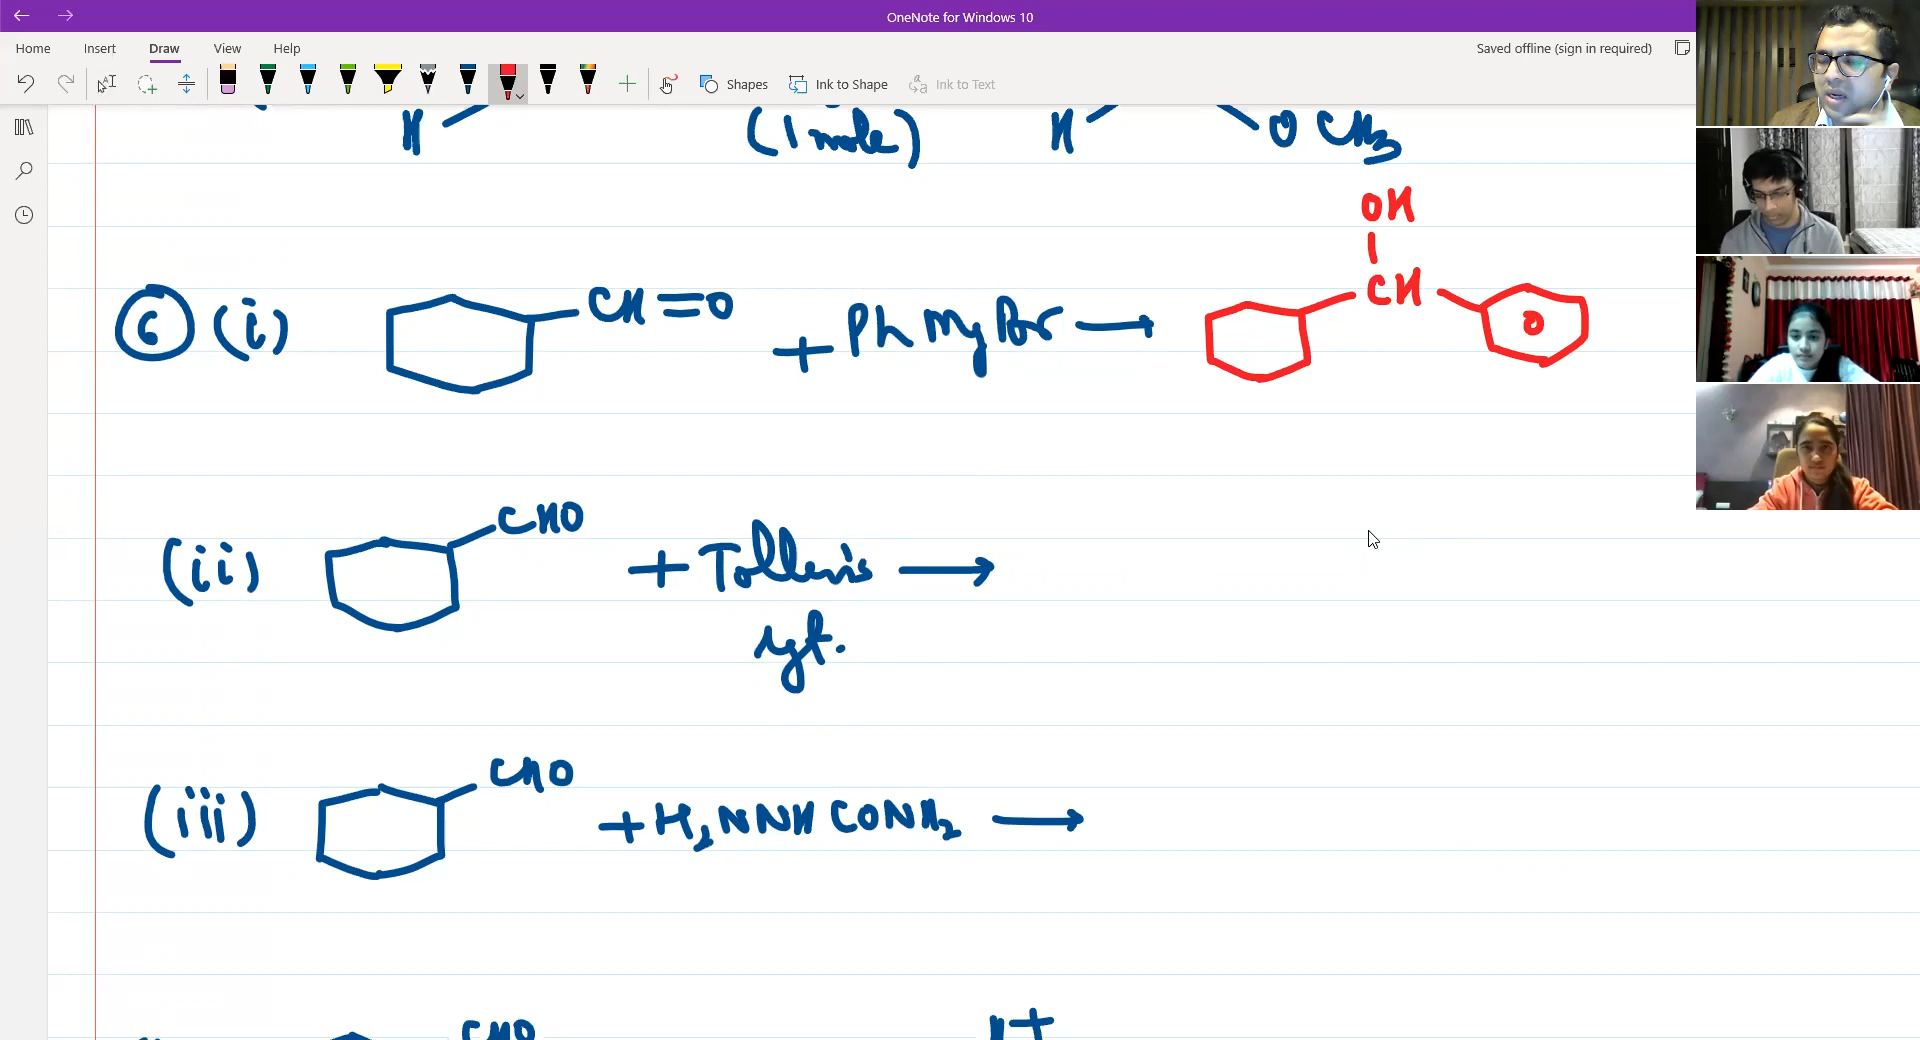 OneNote for Windows 10
Home Insert Draw View Help
Saved offline (sign in required)
Shapes Ink to Shape Ink to Text
H (1 mole) H OCH3
OH
6 (i) CH=O + PhMgBr → CH
(ii) CHO + Tollen's →
rgt.
(iii) CHO + H2NNHCONH2 →
CHO H+